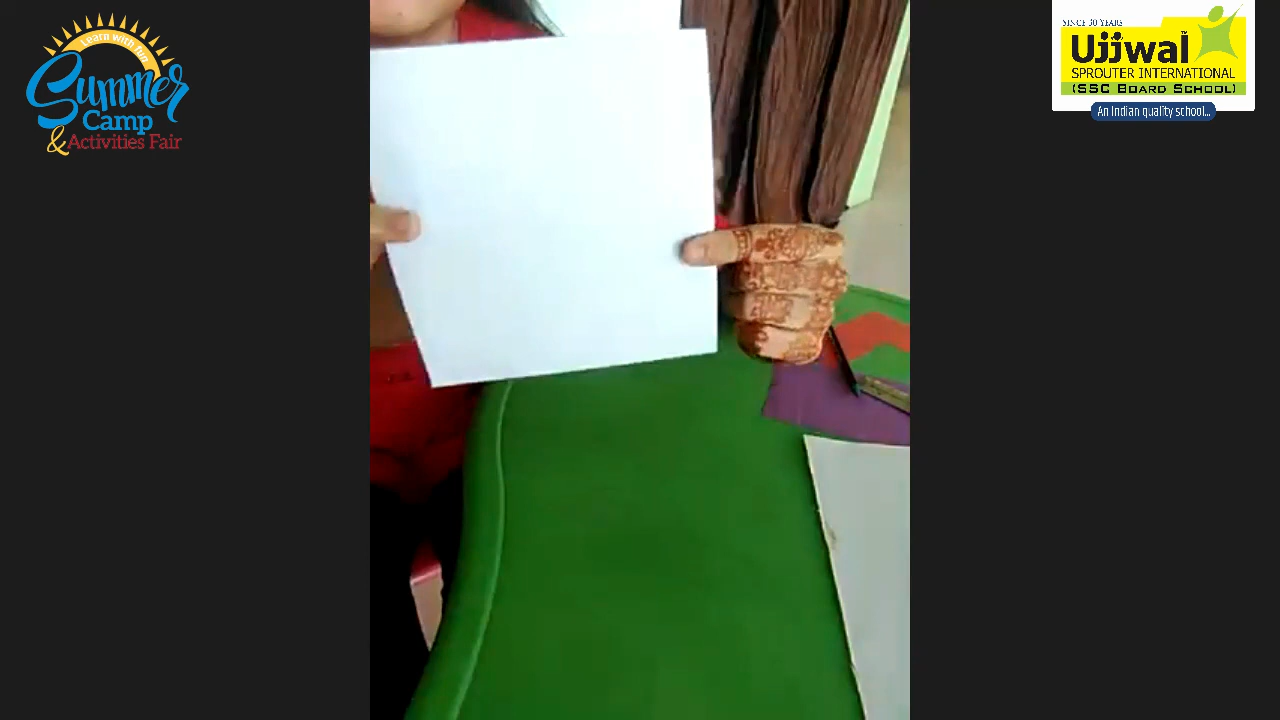 Learn with fun
Summer
Camp
& Activities Fair
SINCE 30 YEARS
Ujjwal
SPROUTER INTERNATIONAL
(SSC BOARD SCHOOL)
An Indian quality school...